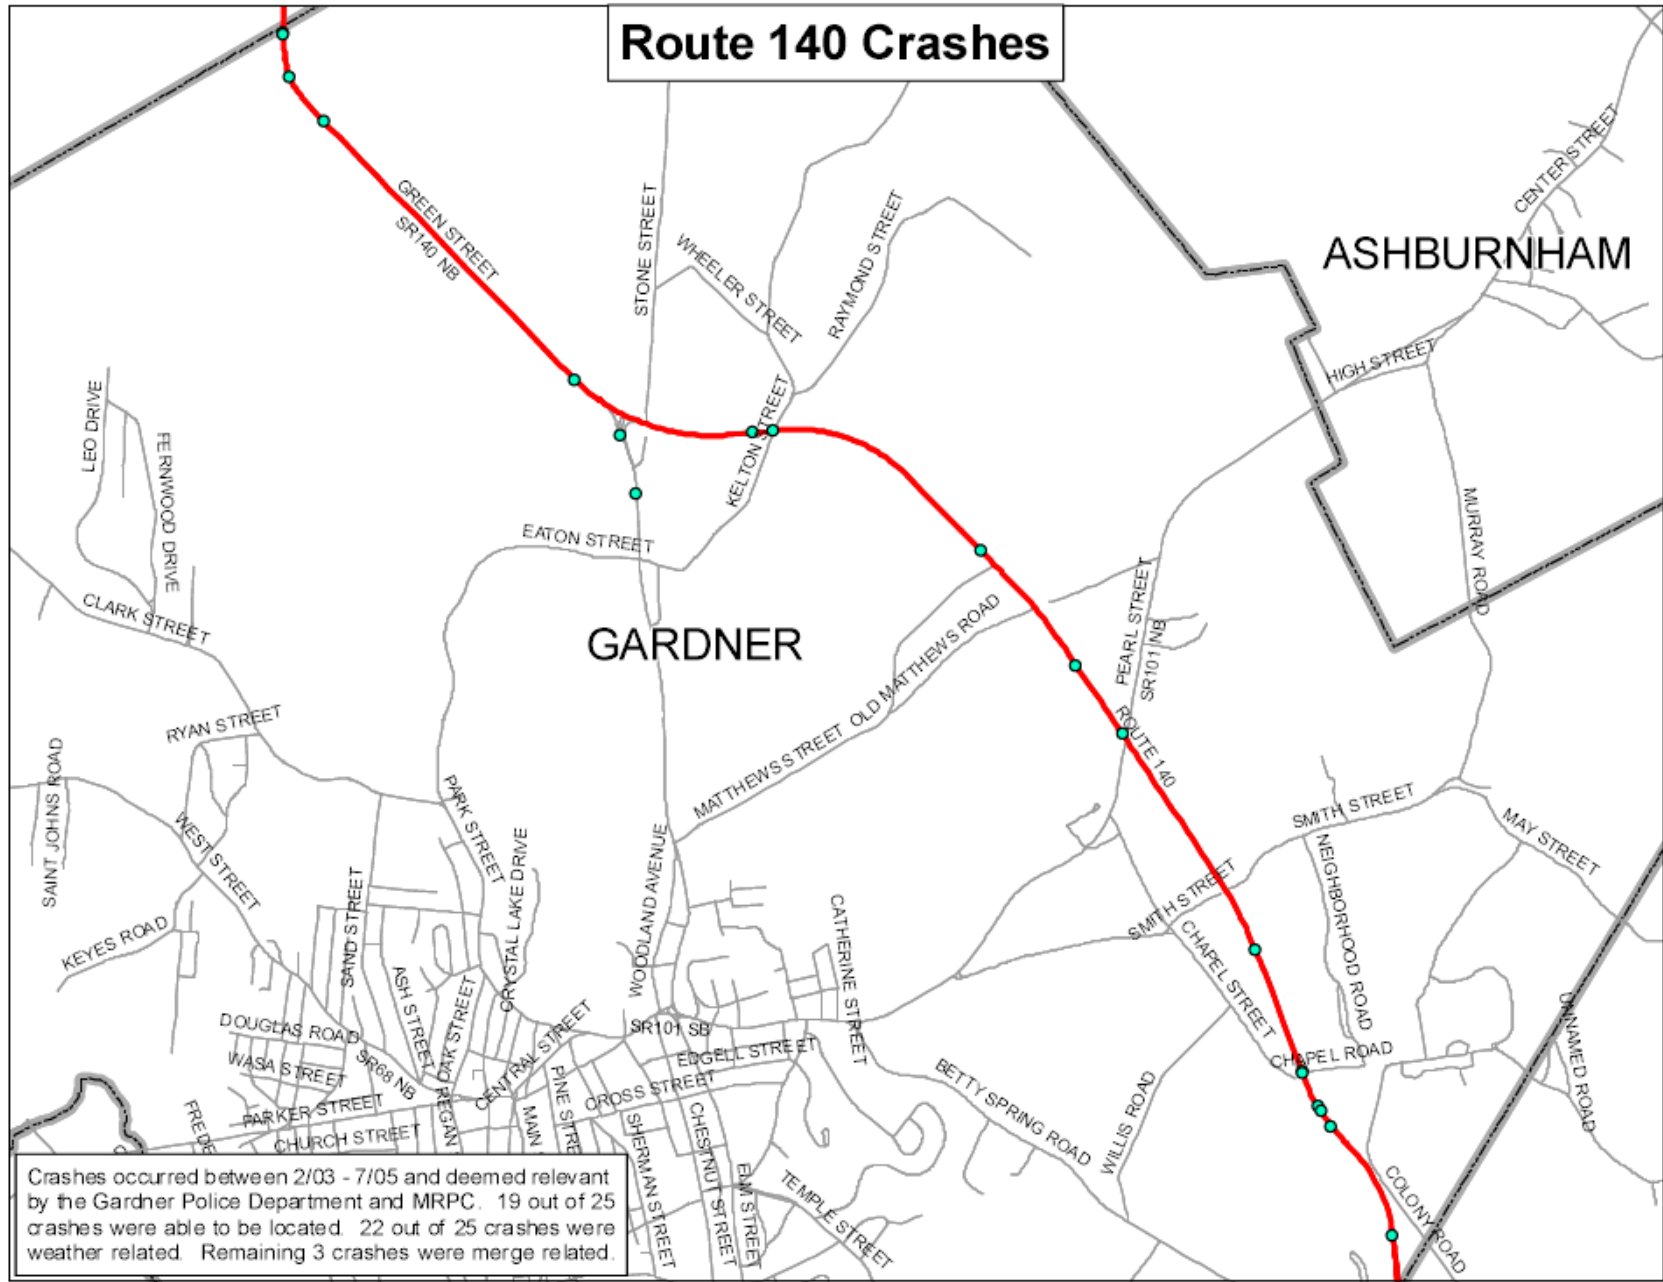 Route 140 Crashes
CENTER STREET
GREEN STREET
SR140 NB
STONE STREET
WHEELER STREET
RAYMOND STREET
ASHBURNHAM
HIGH STREET
LEO DRIVE
FERNWOOD DRIVE
KELTON STREET
EATON STREET
MURRAY ROAD
CLARK STREET
GARDNER
PEARL STREET
SR101 NB
OLD MATTHEWS ROAD
MATTHEWS STREET
ROUTE 140
RYAN STREET
SAINT JOHNS ROAD
PARK STREET
WEST STREET
SMITH STREET
MAY STREET
NEIGHBORHOOD ROAD
CRYSTAL LAKE DRIVE
WOODLAND AVENUE
SAND STREET
KEYES ROAD
CATHERINE STREET
SMITH STREET
CHAPEL STREET
ASH STREET
OAK STREET
DOUGLAS ROAD
WASA STREET
SR68 NB
CENTRAL STREET
SR101 SB
EDGELL STREET
CHAPEL ROAD
UNNAMED ROAD
PARKER STREET
CHURCH STREET
FREDE
REGAN
MAIN
PINE STREE
CROSS STREET
SHERMAN STREET
CHESTNUT STREET
ELM STREET
TEMPLE STREET
BETTY SPRING ROAD
WILLIS ROAD
COLONY ROAD
Crashes occurred between 2/03 - 7/05 and deemed relevant
by the Gardner Police Department and MRPC. 19 out of 25
crashes were able to be located. 22 out of 25 crashes were
weather related. Remaining 3 crashes were merge related.